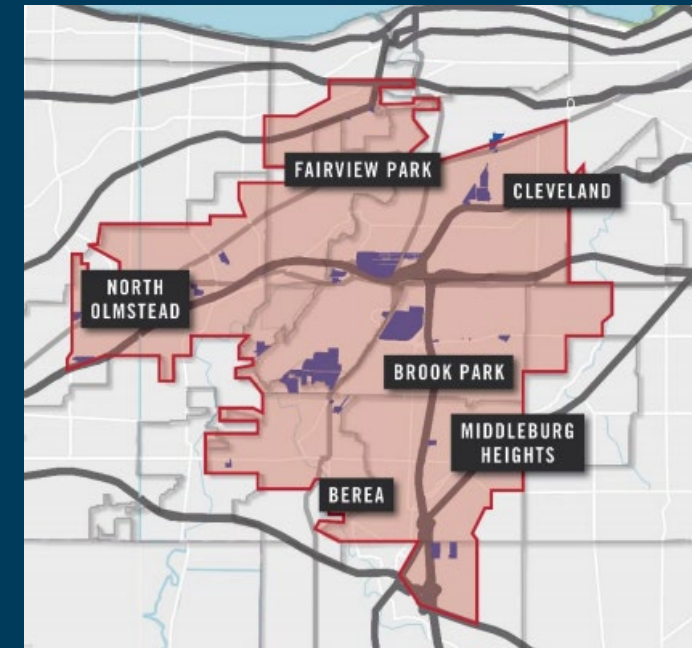 FAIRVIEW PARK
CLEVELAND
NORTH
OLMSTEAD
BROOK PARK
MIDDLEBURG
HEIGHTS
BEREA